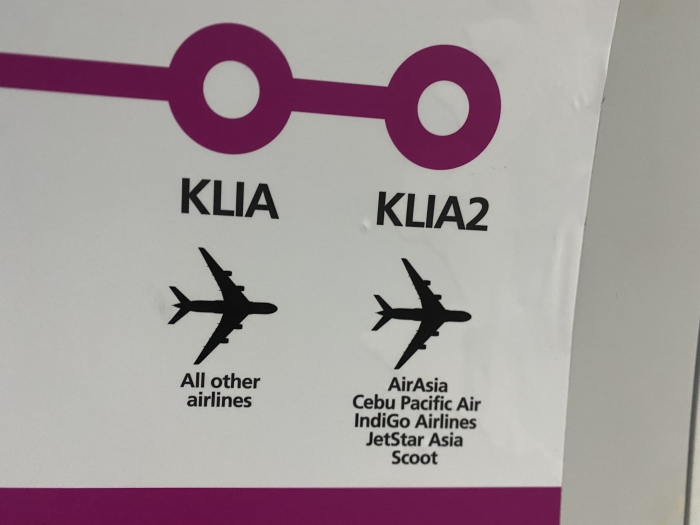 KLIA
KLIA2
All other
airlines
AirAsia
Cebu Pacific Air
IndiGo Airlines
JetStar Asia
Scoot